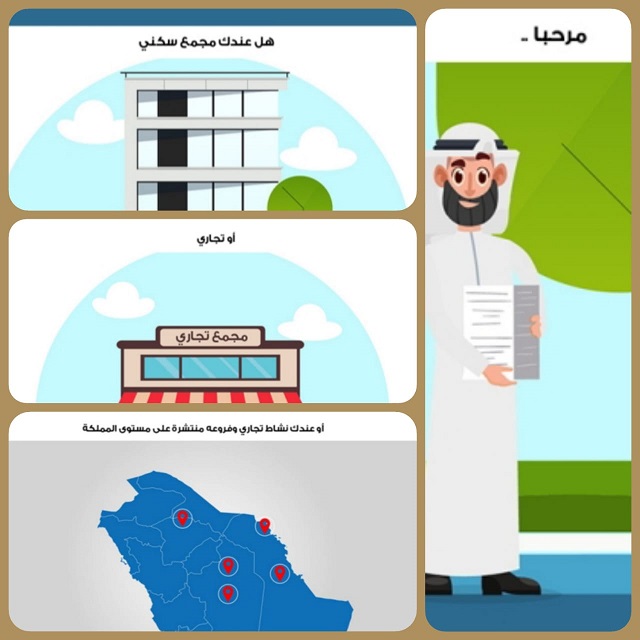 مرحبا ..
هل عندك مجمع سكني
أو تجاري
مجمع تجاري
أو عندك نشاط تجاري وفروعه منتشرة على مستوى المملكة